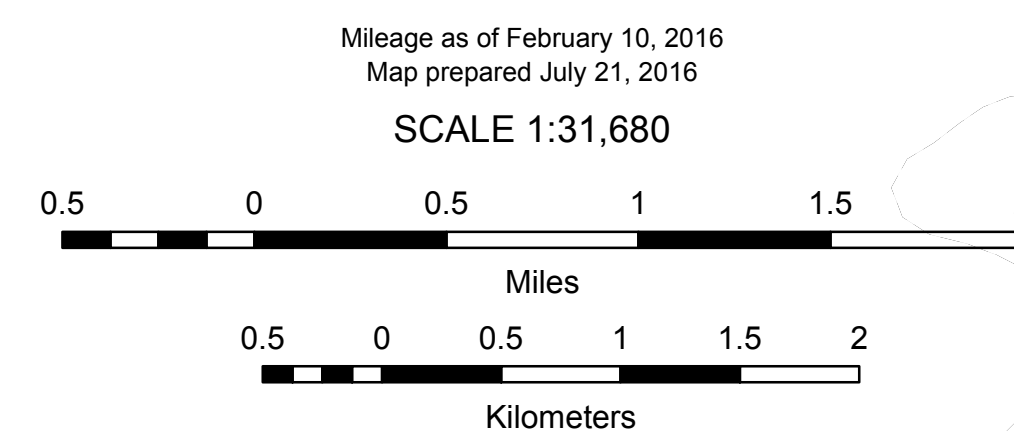 Mileage as of February 10, 2016
Map prepared July 21, 2016
SCALE 1:31,680
0.5 0 0.5 1 1.5
Miles
0.5 0 0.5 1 1.5 2
Kilometers